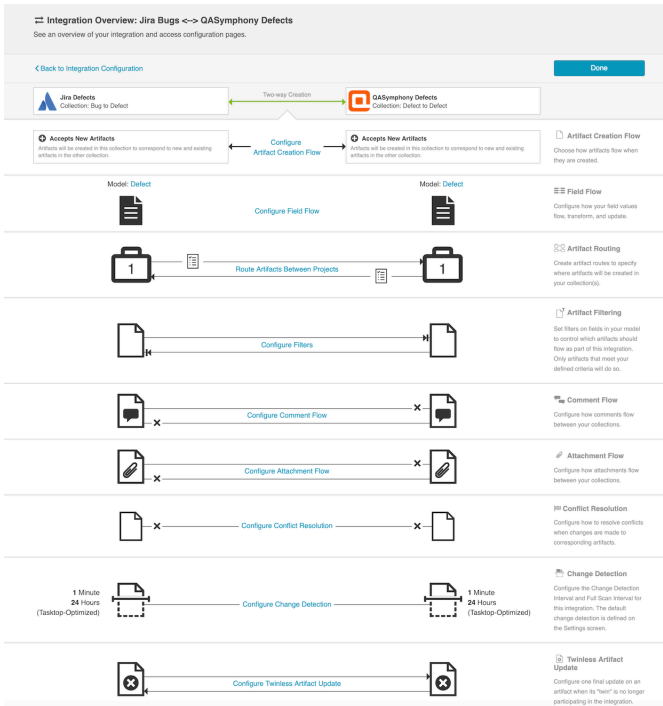 Integration Overview: Jira Bugs <--> QASymphony Defects
See an overview of your integration and access configuration pages.
Back to Integration Configuration
Done
Jira Defects
Collection: Bug to Defect
Two-way Creation
QASymphony Defects
Collection: Defect to Defect
Accepts New Artifacts
Artifacts will be created in this collection to correspond to new and existing
artifacts in the other collection.
Configure
Artifact Creation Flow
Accepts New Artifacts
Artifacts will be created in this collection to correspond to new and existing
artifacts in the other collection.
Artifact Creation Flow
Choose how artifacts flow when
they are created.
Model: Defect
Configure Field Flow
Model: Defect
Field Flow
Configure how your field values
flow, transform, and update.
1
Route Artifacts Between Projects
1
Artifact Routing
Create artifact routes to specify
where artifacts will be created in
your collection(s).
Configure Filters
Artifact Filtering
Set filters on fields in your model
to control which artifacts should
flow as part of this integration.
Only artifacts that meet your
defined criteria will do so.
Configure Comment Flow
Comment Flow
Configure how comments flow
between your collections.
Configure Attachment Flow
Attachment Flow
Configure how attachments flow
between your collections.
Configure Conflict Resolution
Conflict Resolution
Configure how to resolve conflicts
when changes are made to
corresponding artifacts.
1 Minute
24 Hours
(Tasktop-Optimized)
Configure Change Detection
1 Minute
24 Hours
(Tasktop-Optimized)
Change Detection
Configure the Change Detection
Interval and Full Scan Interval for
this integration. The default
change detection is defined on
the Settings screen.
Configure Twinless Artifact Update
Twinless Artifact
Update
Configure one final update on an
artifact when its "twin" is no longer
participating in the integration.